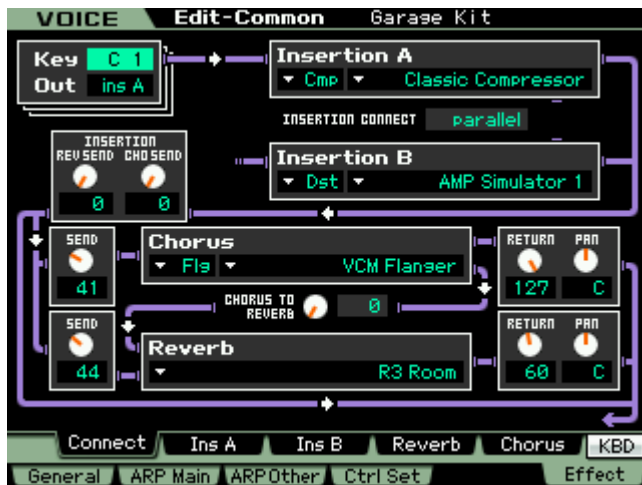 VOICE Edit-Common Garage Kit
Key C 1
Out ins A
Insertion A
Cmp Classic Compressor
INSERTION CONNECT parallel
INSERTION
REV SEND CHO SEND
0 0
Insertion B
Dst AMP Simulator 1
SEND
41
Chorus
Flg VCM Flanger
RETURN PAN
127 C
CHORUS TO REVERB 0
SEND
44
Reverb
R3 Room
RETURN PAN
60 C
Connect Ins A Ins B Reverb Chorus KBD
General ARP Main ARP Other Ctrl Set Effect